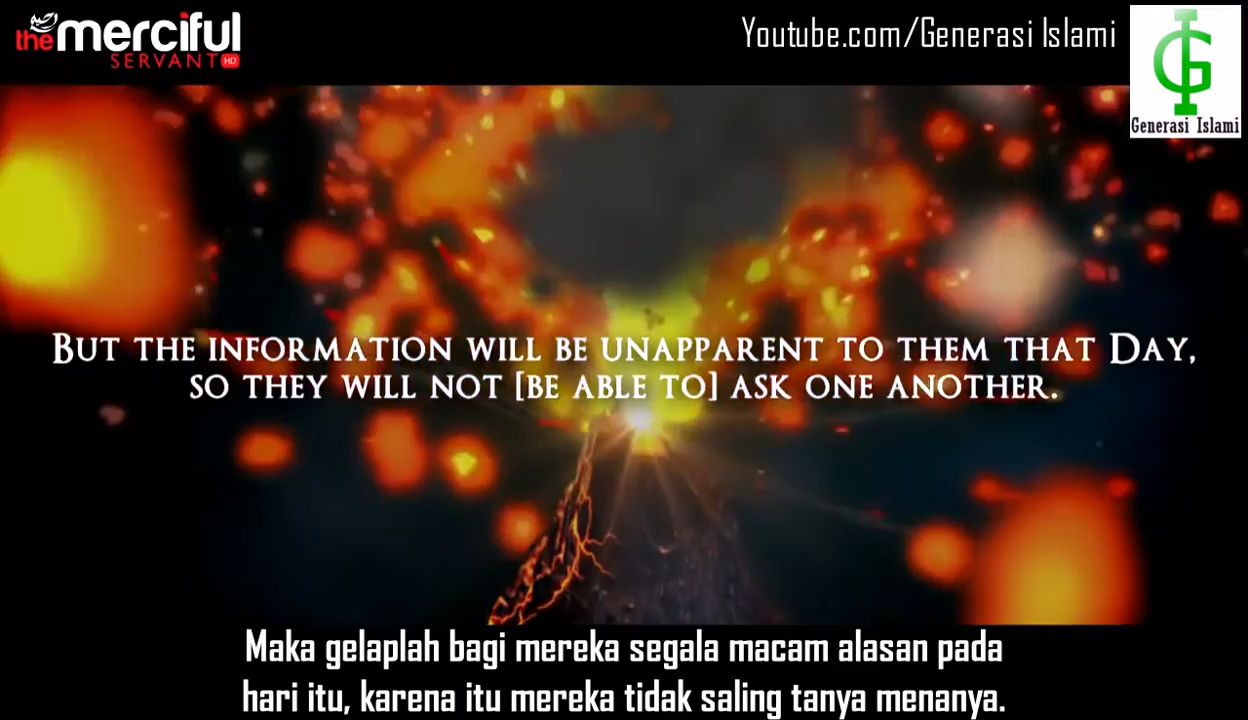 the merciful
SERVANT HD
Youtube.com/Generasi Islami
GI
Generasi Islami
BUT THE INFORMATION WILL BE UNAPPARENT TO THEM THAT DAY,
SO THEY WILL NOT [BE ABLE TO] ASK ONE ANOTHER.
Maka gelaplah bagi mereka segala macam alasan pada
hari itu, karena itu mereka tidak saling tanya menanya.